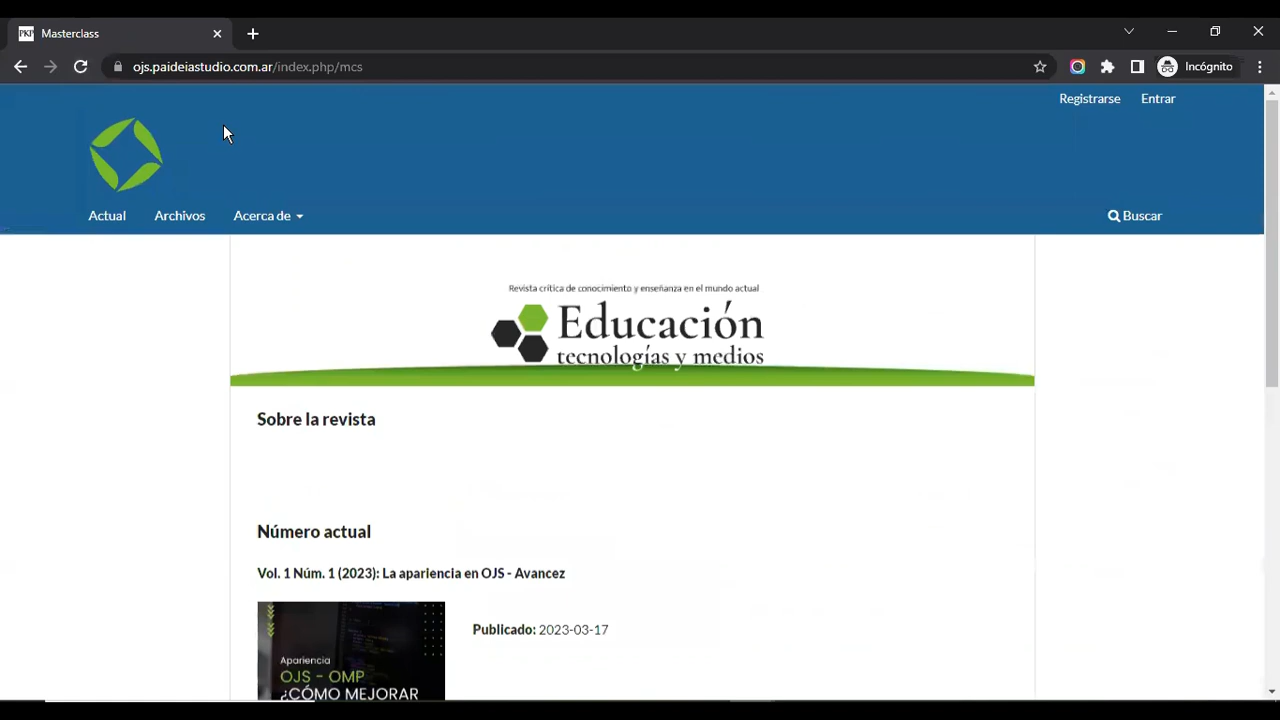 PKP Masterclass
ojs.paideiastudio.com.ar/index.php/mcs
Incógnito
Registrarse Entrar
Actual Archivos Acerca de Buscar
Revista crítica de conocimiento y enseñanza en el mundo actual
Educación
tecnologías y medios
Sobre la revista
Número actual
Vol. 1 Núm. 1 (2023): La apariencia en OJS - Avancez
Publicado: 2023-03-17
Apariencia
OJS - OMP
¿CÓMO MEJORAR